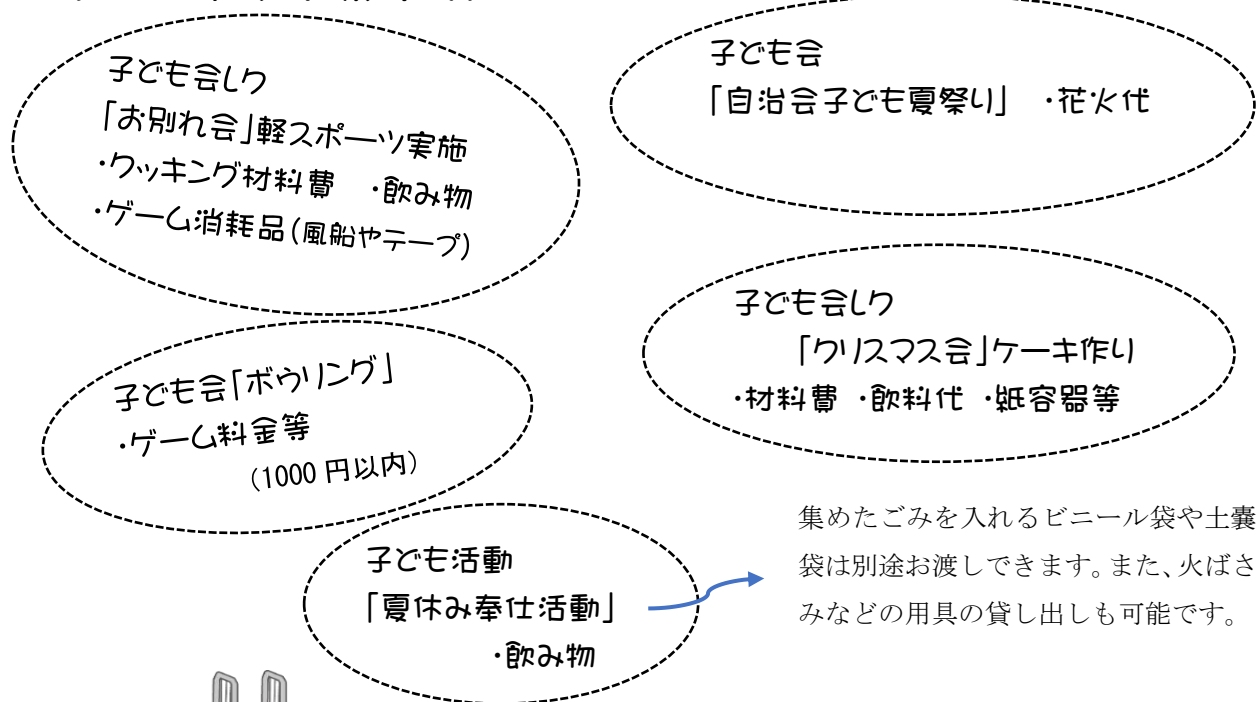 子ども会レク
「お別れ会」軽スポーツ実施
・クッキング材料費　・飲み物
・ゲーム消耗品(風船やテープ)
子ども会
「自治会子ども夏祭り」　・花火代
子ども会レク
「クリスマス会」ケーキ作り
・材料費 ・飲料代 ・紙容器等
子ども会「ボウリング」
・ゲーム料金等
(1000 円以内)
子ども活動
「夏休み奉仕活動」
・飲み物
集めたごみを入れるビニール袋や土嚢
袋は別途お渡しできます。また、火ばさ
みなどの用具の貸し出しも可能です。